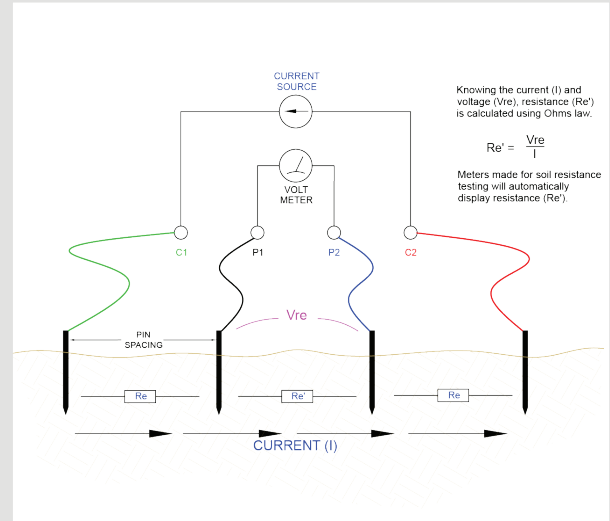 CURRENT
SOURCE
Knowing the current (I) and
voltage (Vre), resistance (Re')
is calculated using Ohms law.
Re' = Vre
I
VOLT
METER
Meters made for soil resistance
testing will automatically
display resistance (Re').
C1
P1
P2
C2
Vre
PIN
SPACING
Re
Re'
Re
CURRENT (I)